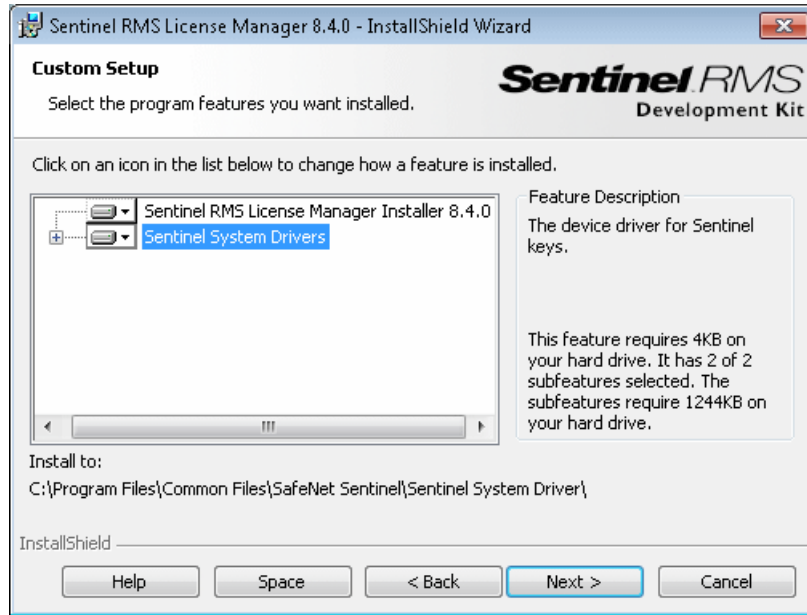 Sentinel RMS License Manager 8.4.0 - InstallShield Wizard
Custom Setup
Select the program features you want installed.
Sentinel RMS
Development Kit
Click on an icon in the list below to change how a feature is installed.
Sentinel RMS License Manager Installer 8.4.0
Sentinel System Drivers
Feature Description
The device driver for Sentinel
keys.
This feature requires 4KB on
your hard drive. It has 2 of 2
subfeatures selected. The
subfeatures require 1244KB on
your hard drive.
Install to:
C:\Program Files\Common Files\SafeNet Sentinel\Sentinel System Driver\
InstallShield
Help
Space
< Back
Next >
Cancel